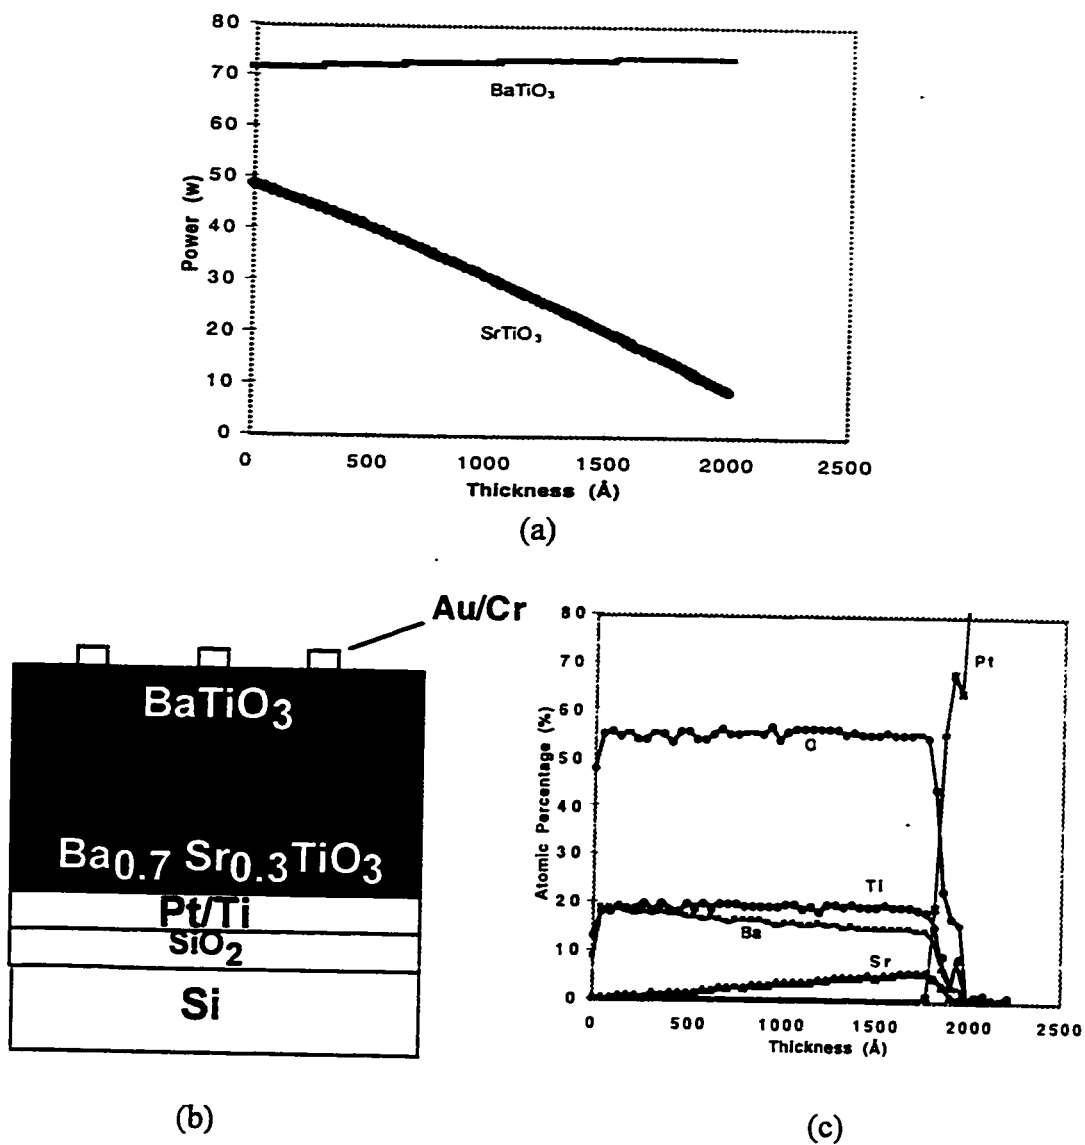 80
70
60
50
40
30
20
10
0
Power (w)
BaTiO₃
SrTiO₃
0 500 1000 1500 2000 2500
Thickness (Å)
(a)
Au/Cr
BaTiO₃
Ba₀.₇ Sr₀.₃TiO₃
Pt/Ti
SiO₂
Si
(b)
80
70
60
50
40
30
20
10
0
Atomic Percentage (%)
Pt
O
Ti
Ba
Sr
0 500 1000 1500 2000 2500
Thickness (Å)
(c)